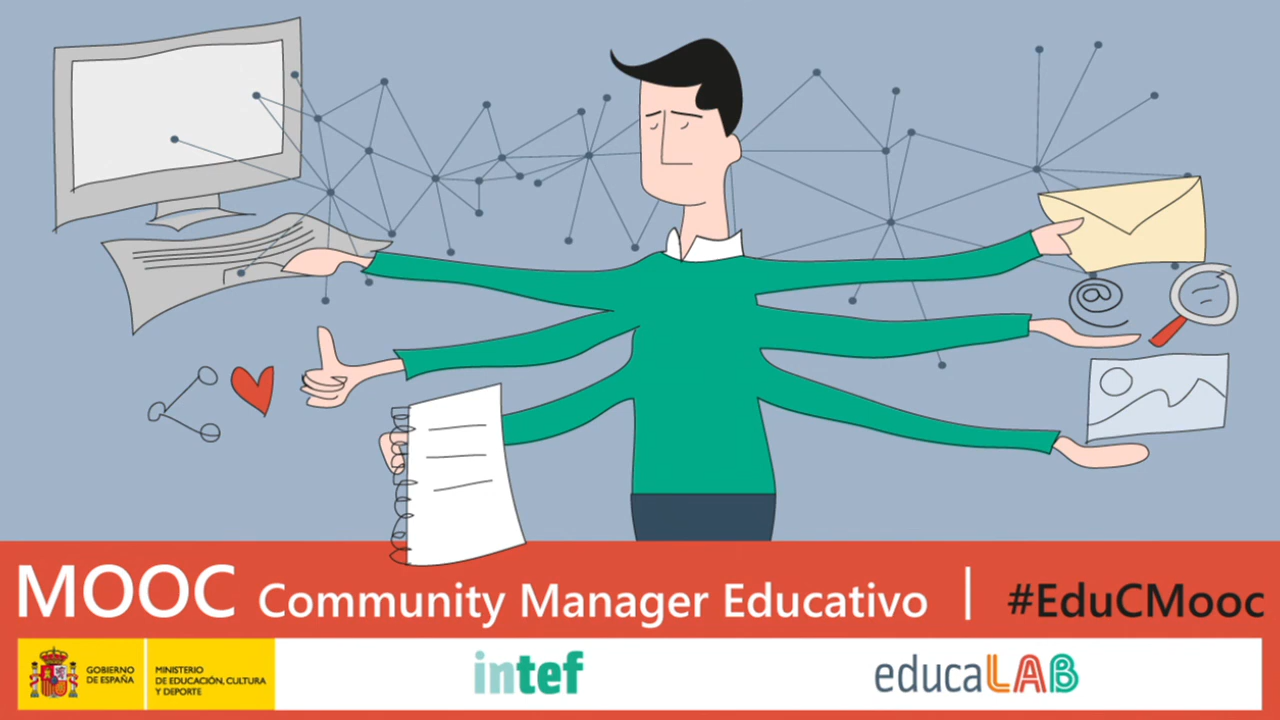 @
MOOC Community Manager Educativo | #EduCMooc
GOBIERNO
DE ESPAÑA
MINISTERIO
DE EDUCACIÓN, CULTURA
Y DEPORTE
intef
educaLAB